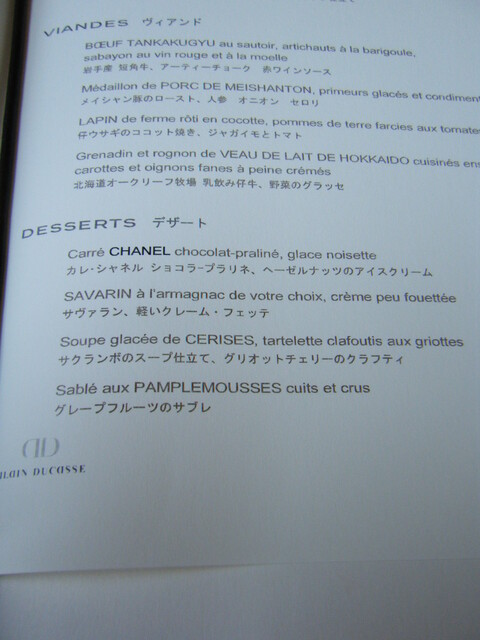 VIANDES ヴィアンド
BŒUF TANKAKUGYU au sautoir, artichauts à la barigoule,
sabayon au vin rouge et à la moelle
岩手産 短角牛、アーティーチョーク 赤ワインソース
Médaillon de PORC DE MEISHANTON, primeurs glacés et condiment
メイシャン豚のロースト、人参 オニオン セロリ
LAPIN de ferme rôti en cocotte, pommes de terre farcies aux tomates
仔ウサギのココット焼き、ジャガイモとトマト
Grenadin et rognon de VEAU DE LAIT DE HOKKAIDO cuisinés ens
carottes et oignons fanes à peine crémés
北海道オークリーフ牧場 乳飲み仔牛、野菜のグラッセ
DESSERTS デザート
Carré CHANEL chocolat-praliné, glace noisette
カレ・シャネル ショコラ-プラリネ、ヘーゼルナッツのアイスクリーム
SAVARIN à l'armagnac de votre choix, crème peu fouettée
サヴァラン、軽いクレーム・フェッテ
Soupe glacée de CERISES, tartelette clafoutis aux griottes
サクランボのスープ仕立て、グリオットチェリーのクラフティ
Sablé aux PAMPLEMOUSSES cuits et crus
グレープフルーツのサブレ
AD
ALAIN DUCASSE